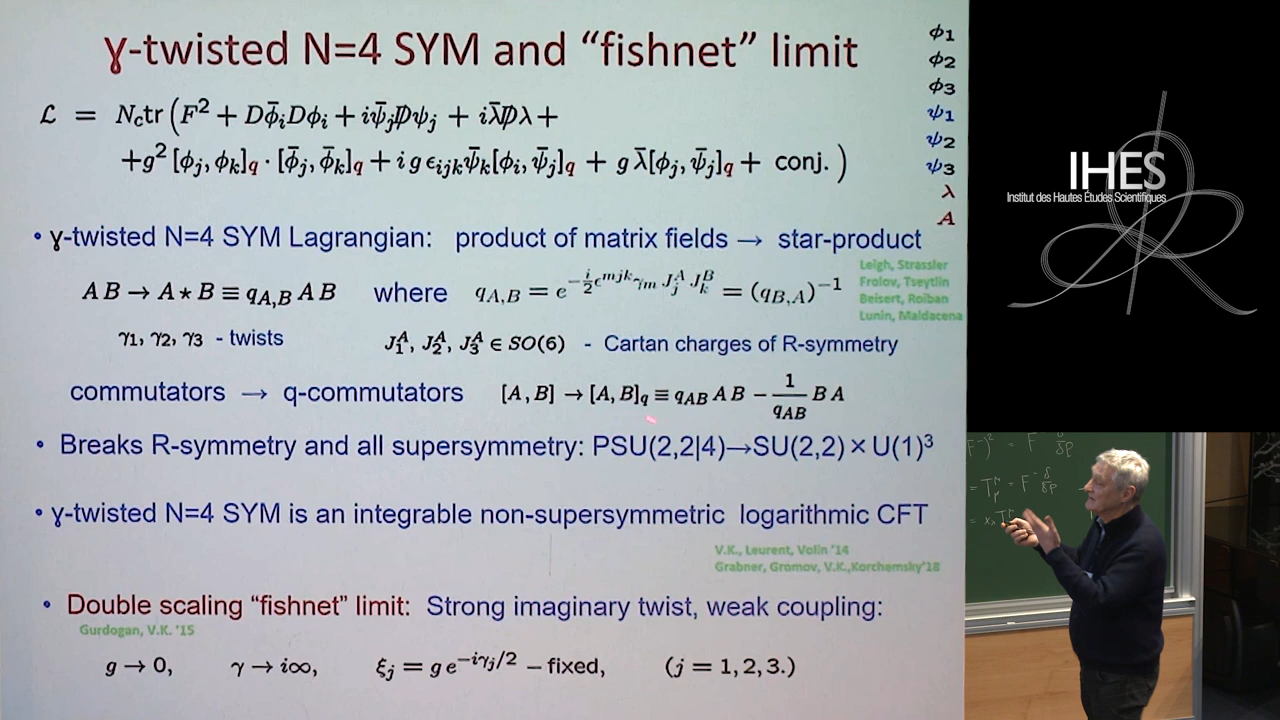 ɣ-twisted N=4 SYM and “fishnet” limit
ℒ = N_c tr ( F² + Dϕ̄_i Dϕ_i + iψ̄_j D̸ψ_j + iλ̄D̸λ +
+g² [ϕ_j, ϕ_k]_q · [ϕ̄_j, ϕ̄_k]_q + i g ϵ_{ijk} ψ̄_k[ϕ_i, ψ̄_j]_q + g λ̄[ϕ_j, ψ̄_j]_q + conj. )
ϕ₁
ϕ₂
ϕ₃
ψ₁
ψ₂
ψ₃
λ
A
• ɣ-twisted N=4 SYM Lagrangian: product of matrix fields → star-product
A B → A ⋆ B ≡ q_{A,B} A B where q_{A,B} = e^{-\frac{i}{2} ϵ^{mjk} γ_m J_j^A J_k^B} = (q_{B,A})^{-1}
Leigh, Strassler
Frolov, Tseytlin
Beisert, Roiban
Lunin, Maldacena
γ₁, γ₂, γ₃ - twists J₁^A, J₂^A, J₃^A ∈ SO(6) - Cartan charges of R-symmetry
commutators → q-commutators [A, B] → [A, B]_q ≡ q_{AB} A B − \frac{1}{q_{AB}} B A
• Breaks R-symmetry and all supersymmetry: PSU(2,2|4)→SU(2,2) × U(1)³
• ɣ-twisted N=4 SYM is an integrable non-supersymmetric logarithmic CFT
V.K., Leurent, Volin '14
Grabner, Gromov, V.K.,Korchemsky'18
• Double scaling “fishnet” limit: Strong imaginary twist, weak coupling:
Gurdogan, V.K. '15
g → 0, γ → i∞, ξ_j = g e^{−iγ_j/2} − fixed, (j = 1, 2, 3.)
IHES
Institut des Hautes Études Scientifiques